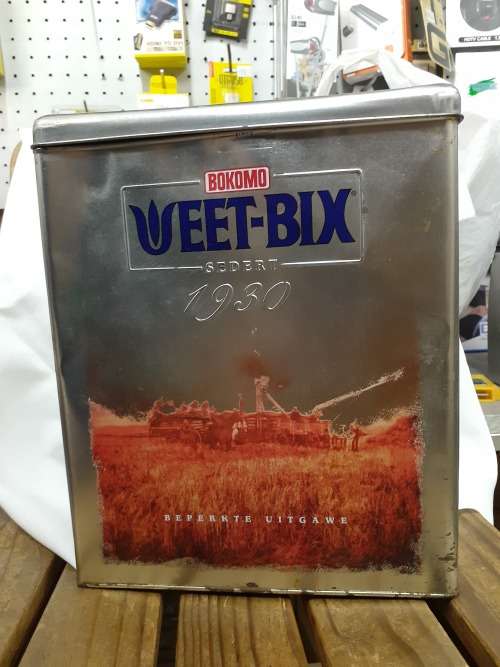 BOKOMO
WEET-BIX
SEDERT
1930
BEPERKTE UITGAWE